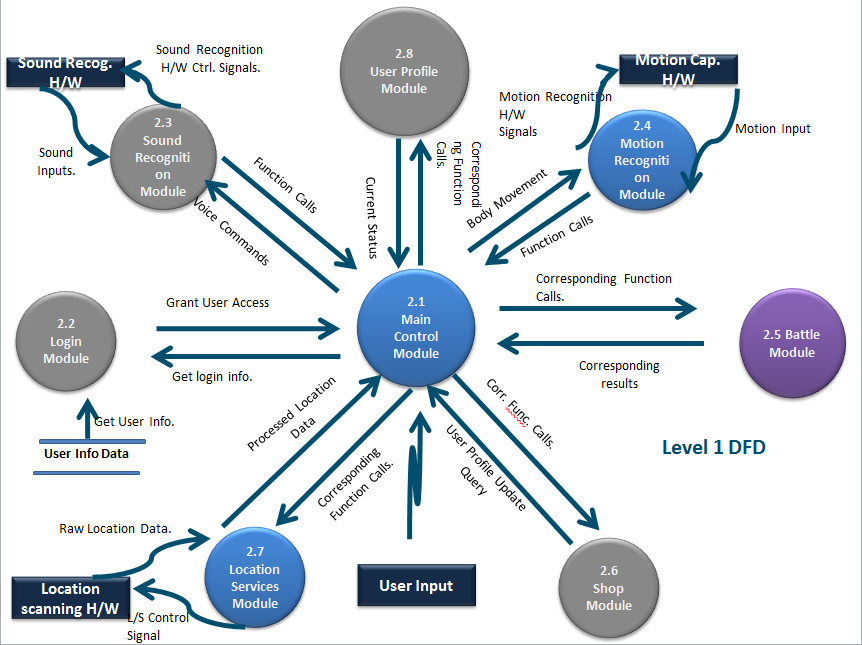 Sound Recog.
H/W
Sound Recognition
H/W Ctrl. Signals.
2.8
User Profile
Module
Motion Cap.
H/W
Motion Recognition
H/W
Signals
Motion Input
2.3
Sound
Recogniti
on
Module
2.4
Motion
Recogniti
on
Module
Sound
Inputs.
Function Calls
Voice Commands
Current Status
Correspondi
ng Function
Calls.
Body Movement
Function Calls
2.1
Main
Control
Module
Corresponding Function
Calls.
Grant User Access
2.2
Login
Module
2.5 Battle
Module
Get login info.
Corresponding
results
Get User Info.
User Info Data
Processed Location
Data
Corresponding
Function Calls.
Corr. Func. Calls.
User Profile Update
Query
Level 1 DFD
Raw Location Data.
2.7
Location
Services
Module
User Input
2.6
Shop
Module
Location
scanning H/W
L/S Control
Signal